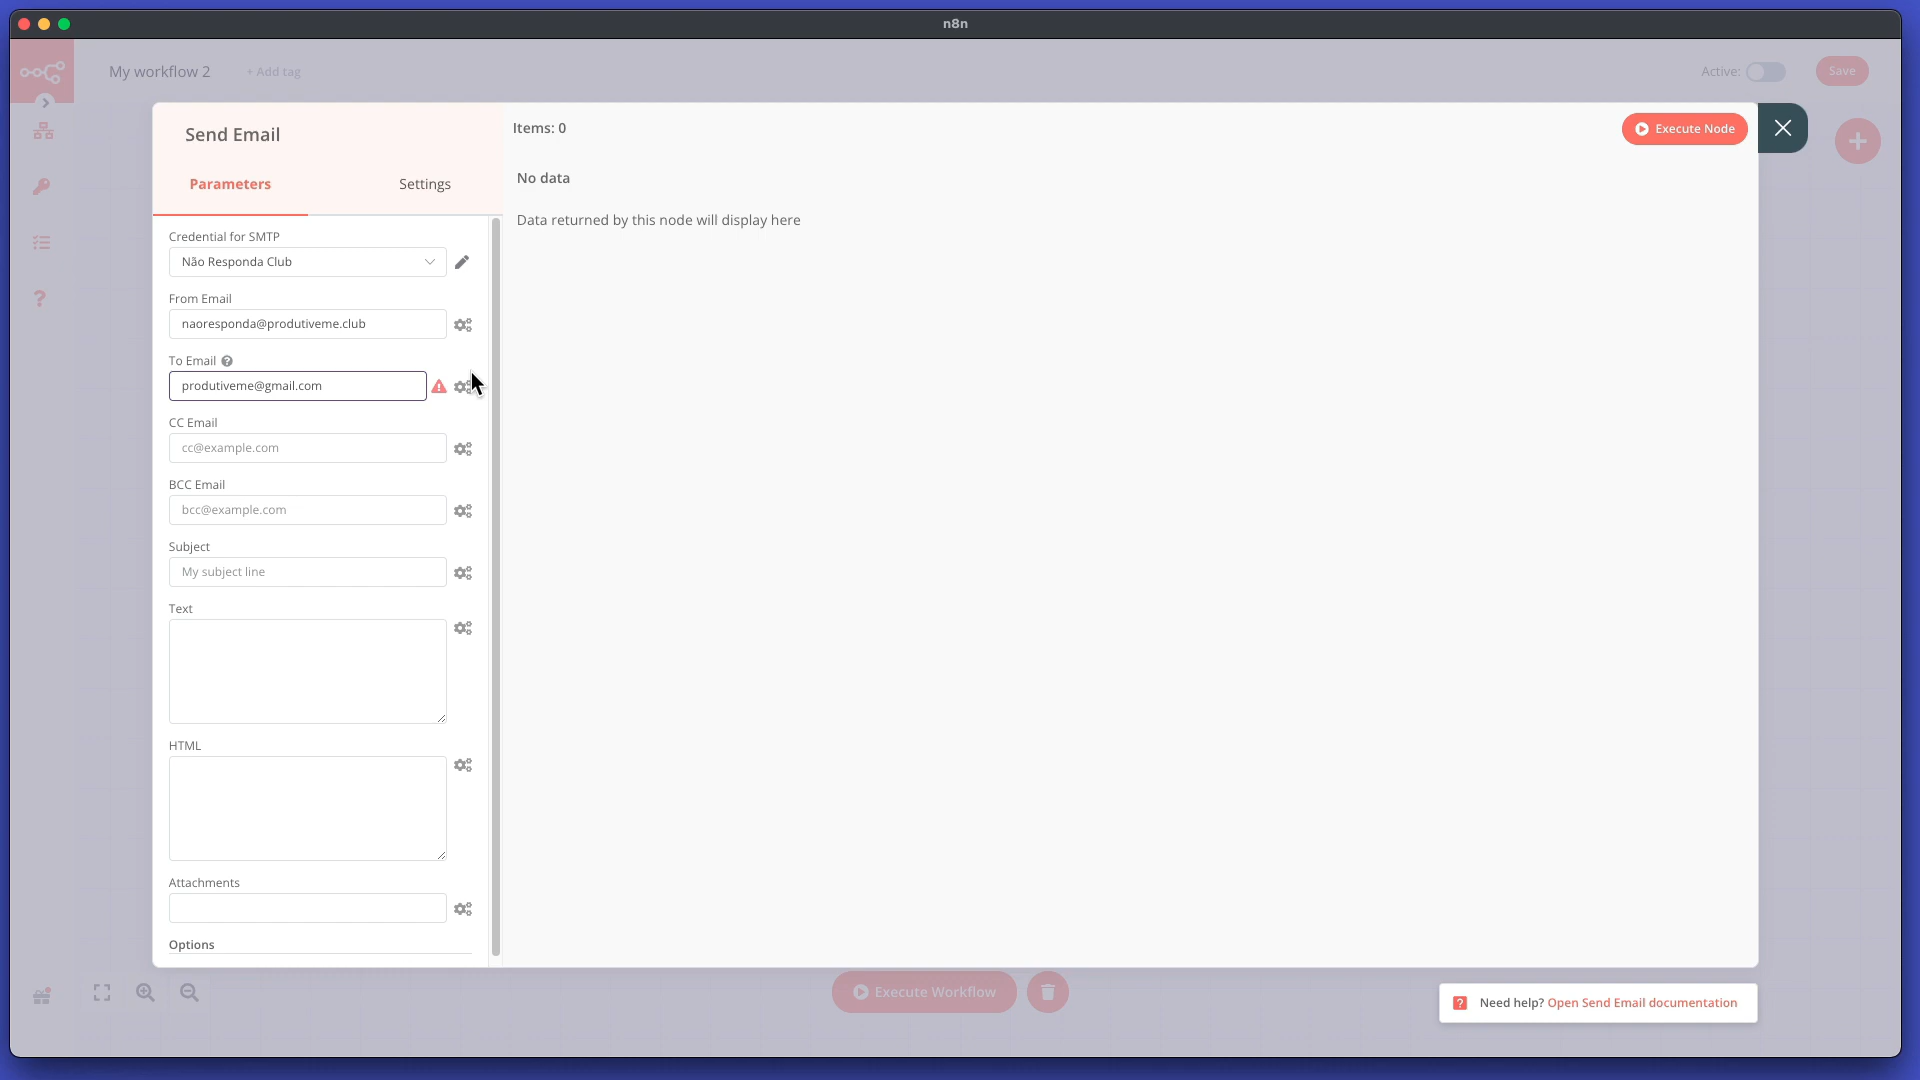 n8n
My workflow 2
+ Add tag
Active:
Save
Send Email
Parameters
Settings
Items: 0
Execute Node
No data
Data returned by this node will display here
Credential for SMTP
Não Responda Club
From Email
naoresponda@produtiveme.club
To Email
produtiveme@gmail.com
CC Email
cc@example.com
BCC Email
bcc@example.com
Subject
My subject line
Text
HTML
Attachments
Options
Execute Workflow
Need help? Open Send Email documentation